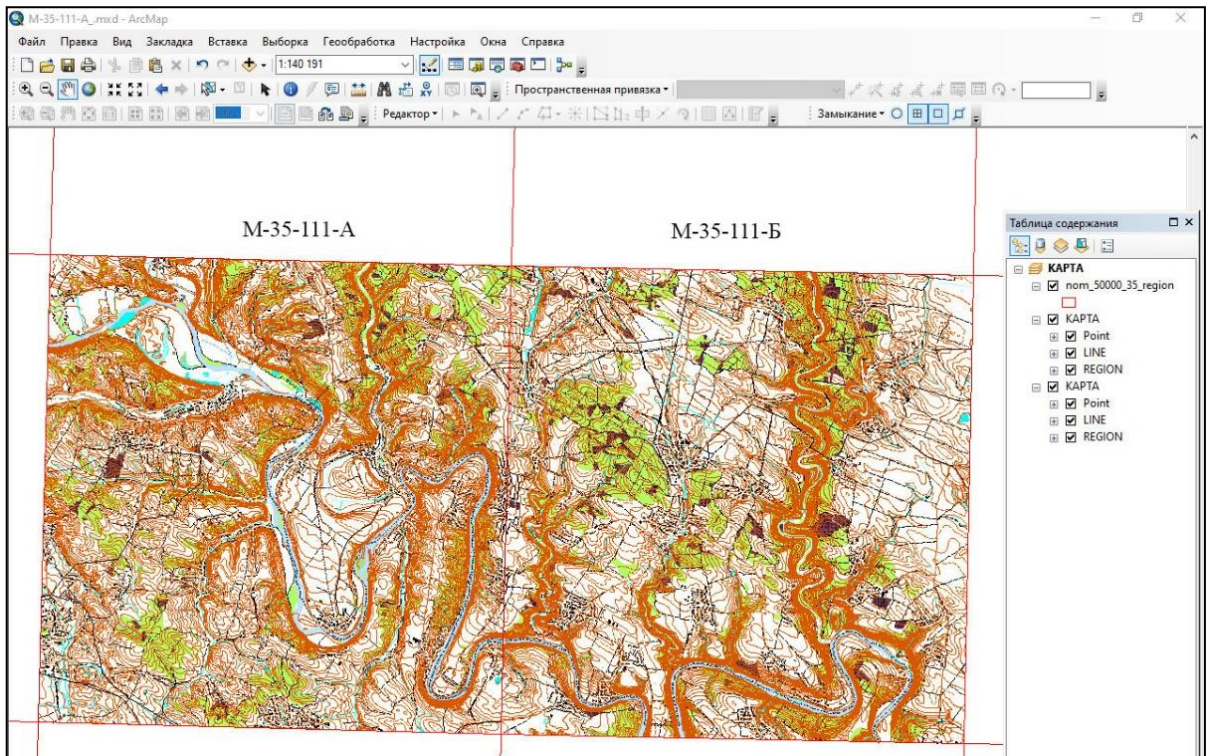 M-35-111-A_.mxd - ArcMap
Файл Правка Вид Закладка Вставка Выборка Геообработка Настройка Окна Справка
1:140 191
Пространственная привязка
Редактор
Замыкание
М-35-111-А
М-35-111-Б
Таблица содержания
КАРТА
nom_50000_35_region
КАРТА
Point
LINE
REGION
КАРТА
Point
LINE
REGION